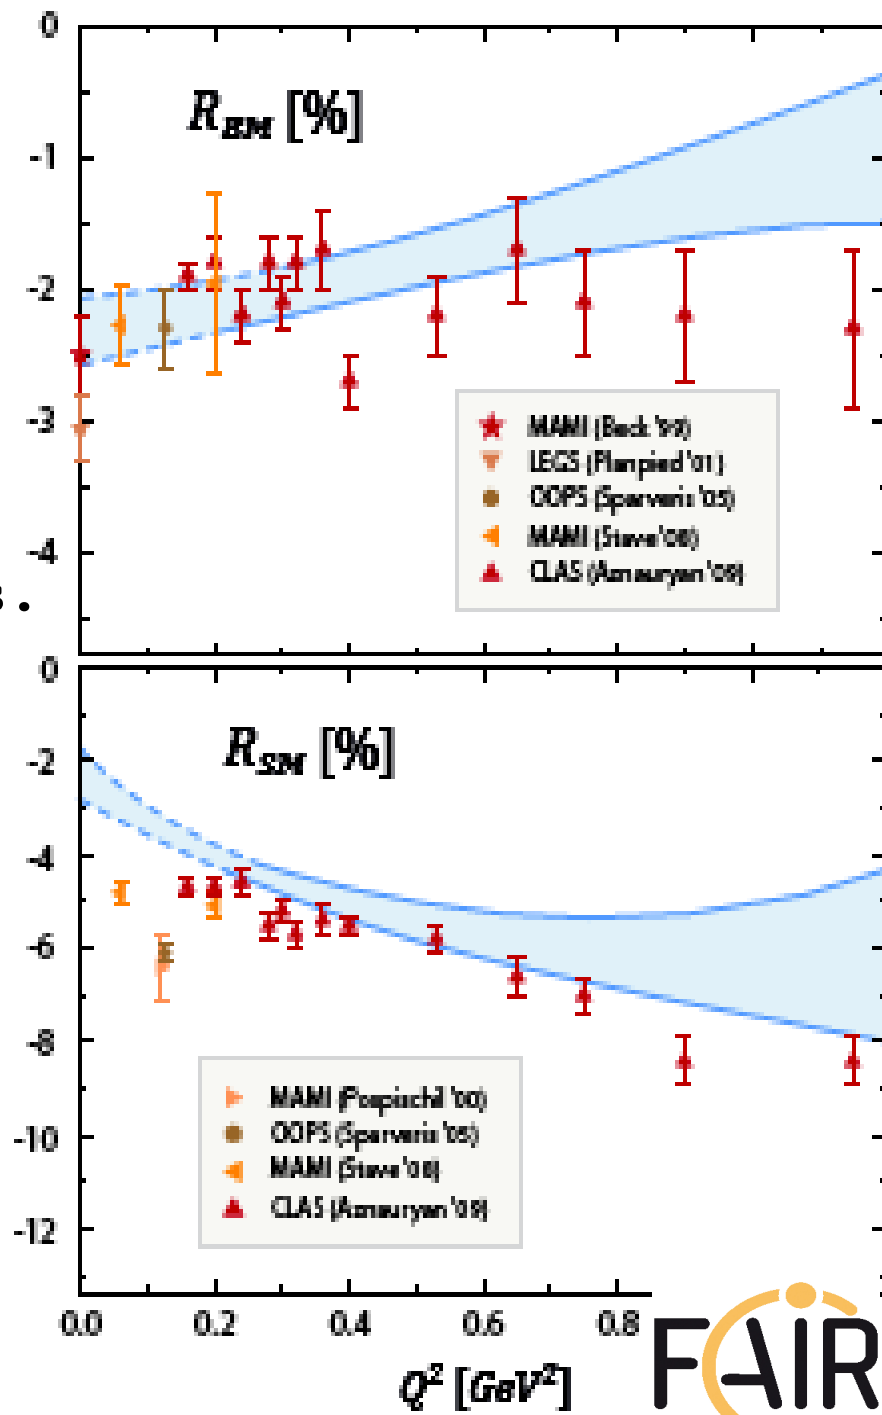 0
R_EM [%]
-1
-2
-3
MAMI (Beck '99)
LEGS (Blanpied '01)
OOPS (Sparveris '05)
MAMI (Stave '08)
CLAS (Aznauryan '09)
-4
.
0
R_SM [%]
-2
-4
-6
-8
MAMI (Pospischil '00)
OOPS (Sparveris '05)
MAMI (Stave '08)
CLAS (Aznauryan '09)
-10
-12
0.0 0.2 0.4 0.6 0.8
Q² [GeV²]
FAIR